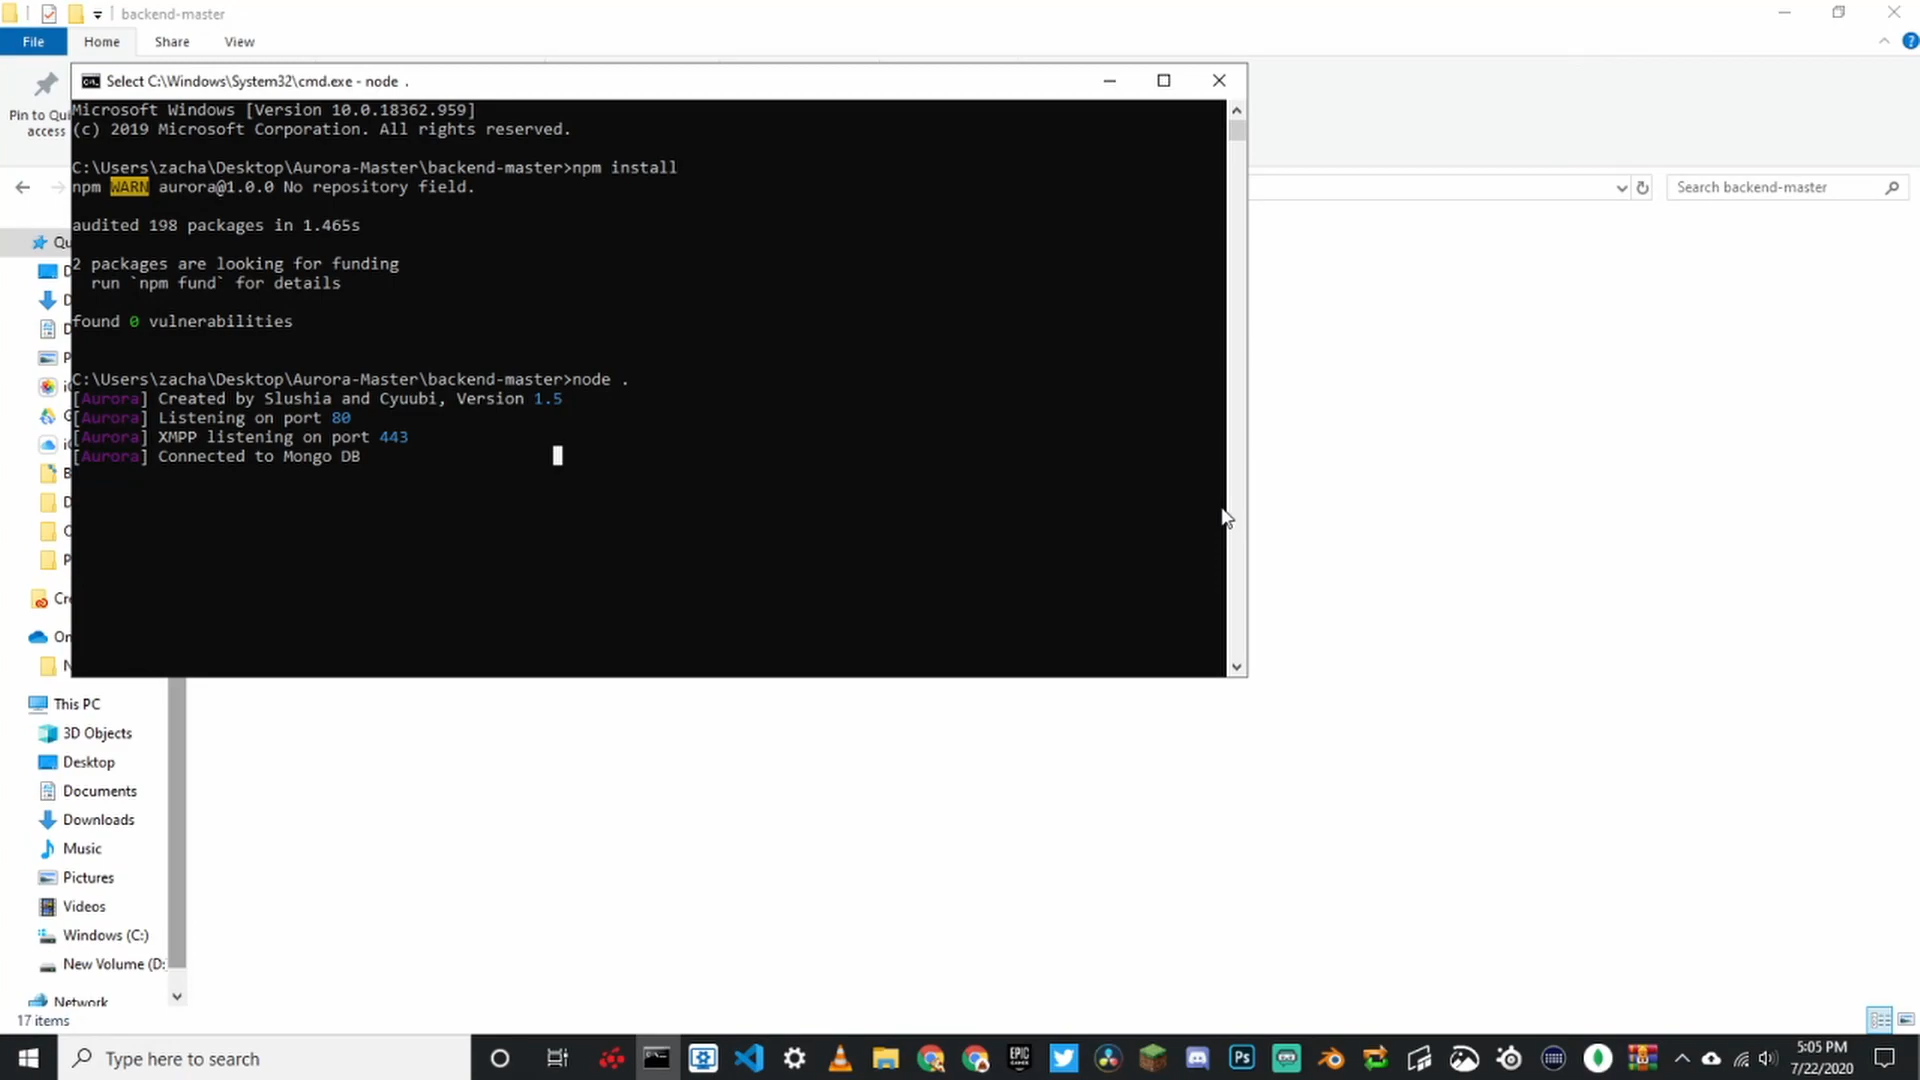 backend-master
File
Home
Share
View
Select C:\Windows\System32\cmd.exe - node .
Pin to Qui
access
Microsoft Windows [Version 10.0.18362.959]
(c) 2019 Microsoft Corporation. All rights reserved.
C:\Users\zacha\Desktop\Aurora-Master\backend-master>npm install
npm WARN aurora@1.0.0 No repository field.
audited 198 packages in 1.465s
2 packages are looking for funding
run `npm fund` for details
found 0 vulnerabilities
C:\Users\zacha\Desktop\Aurora-Master\backend-master>node .
[Aurora] Created by Slushia and Cyuubi, Version 1.5
[Aurora] Listening on port 80
[Aurora] XMPP listening on port 443
[Aurora] Connected to Mongo DB
Search backend-master
This PC
3D Objects
Desktop
Documents
Downloads
Music
Pictures
Videos
Windows (C:)
New Volume (D:
Network
17 items
Type here to search
EPIC
GAMES
Ps
5:05 PM
7/22/2020